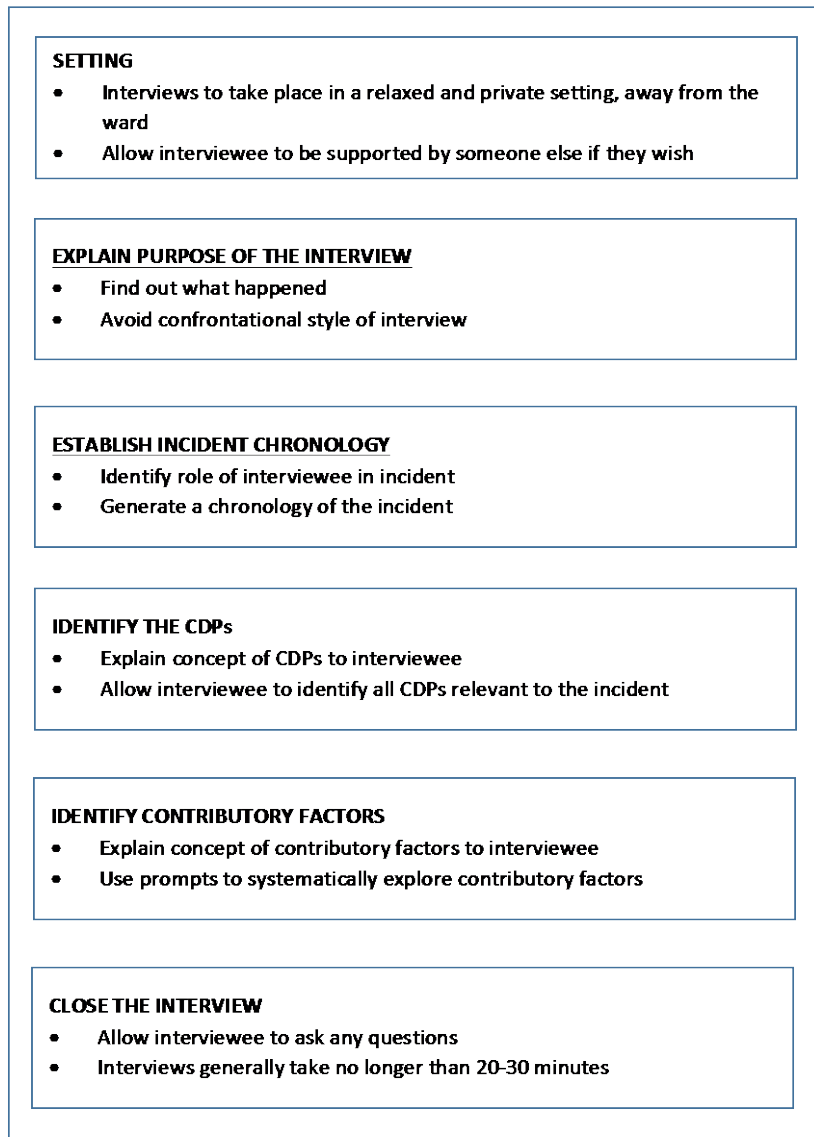 SETTING
• Interviews to take place in a relaxed and private setting, away from the
ward
• Allow interviewee to be supported by someone else if they wish
EXPLAIN PURPOSE OF THE INTERVIEW
• Find out what happened
• Avoid confrontational style of interview
ESTABLISH INCIDENT CHRONOLOGY
• Identify role of interviewee in incident
• Generate a chronology of the incident
IDENTIFY THE CDPs
• Explain concept of CDPs to interviewee
• Allow interviewee to identify all CDPs relevant to the incident
IDENTIFY CONTRIBUTORY FACTORS
• Explain concept of contributory factors to interviewee
• Use prompts to systematically explore contributory factors
CLOSE THE INTERVIEW
• Allow interviewee to ask any questions
• Interviews generally take no longer than 20-30 minutes